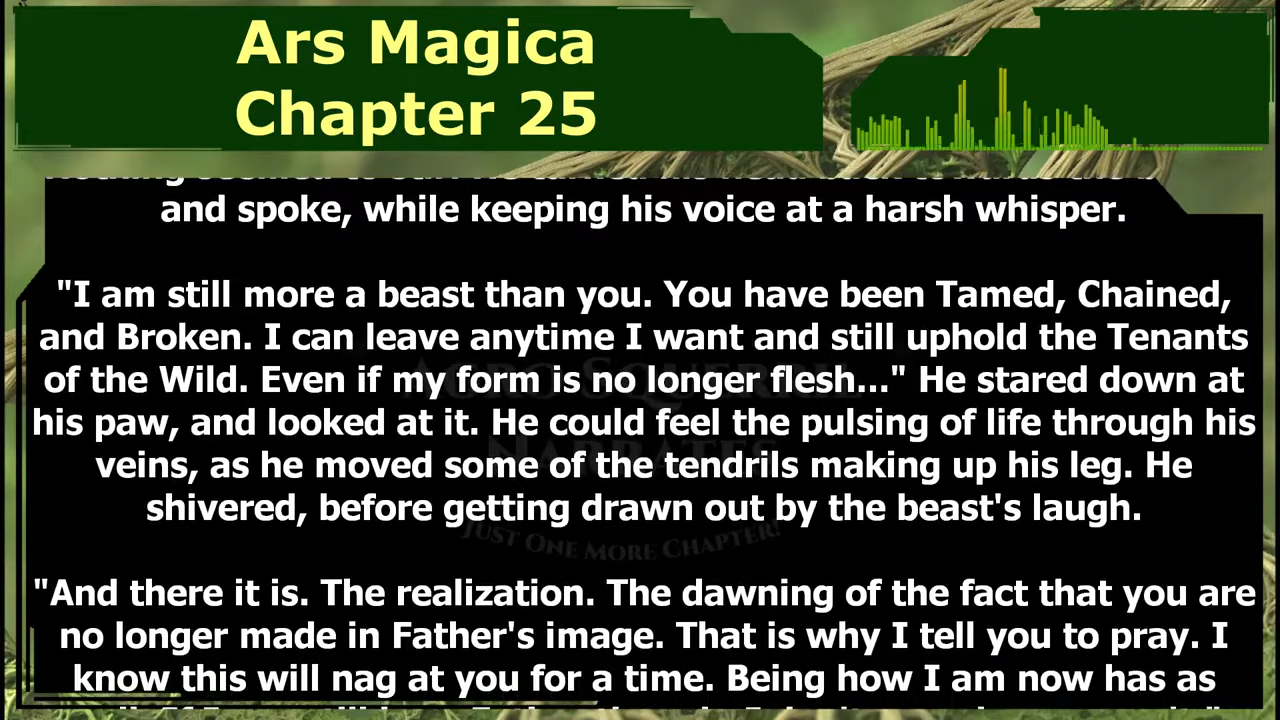 Ars Magica
Chapter 25
and spoke, while keeping his voice at a harsh whisper.
"I am still more a beast than you. You have been Tamed, Chained,
and Broken. I can leave anytime I want and still uphold the Tenants
of the Wild. Even if my form is no longer flesh..." He stared down at
his paw, and looked at it. He could feel the pulsing of life through his
veins, as he moved some of the tendrils making up his leg. He
shivered, before getting drawn out by the beast's laugh.
"And there it is. The realization. The dawning of the fact that you are
no longer made in Father's image. That is why I tell you to pray. I
know this will nag at you for a time. Being how I am now has as
Narrates
Just One More Chapter!